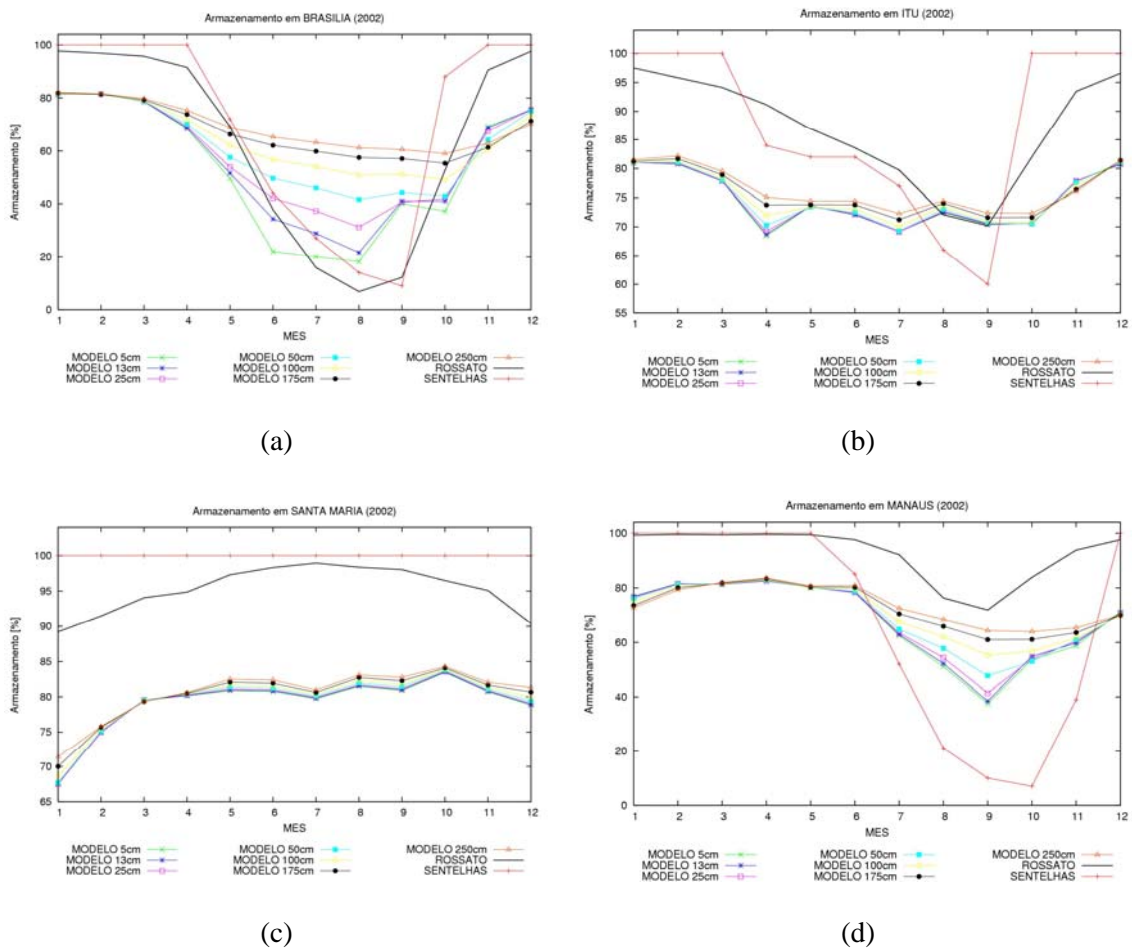 Armazenamento em BRASILIA (2002)
100
80
60
40
20
0
Armazenamento [%]
1 2 3 4 5 6 7 8 9 10 11 12
MES
MODELO 5cm MODELO 50cm MODELO 250cm
MODELO 13cm MODELO 100cm ROSSATO
MODELO 25cm MODELO 175cm SENTELHAS
(a)
Armazenamento em ITU (2002)
100
95
90
85
80
75
70
65
60
55
Armazenamento [%]
1 2 3 4 5 6 7 8 9 10 11 12
MES
MODELO 5cm MODELO 50cm MODELO 250cm
MODELO 13cm MODELO 100cm ROSSATO
MODELO 25cm MODELO 175cm SENTELHAS
(b)
Armazenamento em SANTA MARIA (2002)
100
95
90
85
80
75
70
65
Armazenamento [%]
1 2 3 4 5 6 7 8 9 10 11 12
MES
MODELO 5cm MODELO 50cm MODELO 250cm
MODELO 13cm MODELO 100cm ROSSATO
MODELO 25cm MODELO 175cm SENTELHAS
(c)
Armazenamento em MANAUS (2002)
100
80
60
40
20
0
Armazenamento [%]
1 2 3 4 5 6 7 8 9 10 11 12
MES
MODELO 5cm MODELO 50cm MODELO 250cm
MODELO 13cm MODELO 100cm ROSSATO
MODELO 25cm MODELO 175cm SENTELHAS
(d)